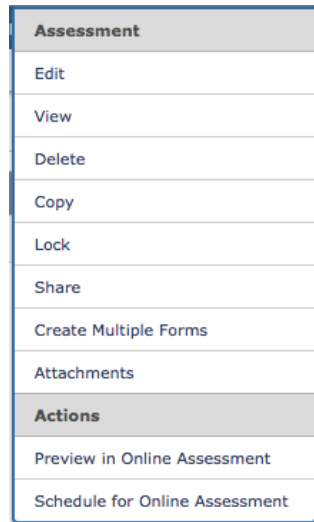 Assessment
Edit
View
Delete
Copy
Lock
Share
Create Multiple Forms
Attachments
Actions
Preview in Online Assessment
Schedule for Online Assessment